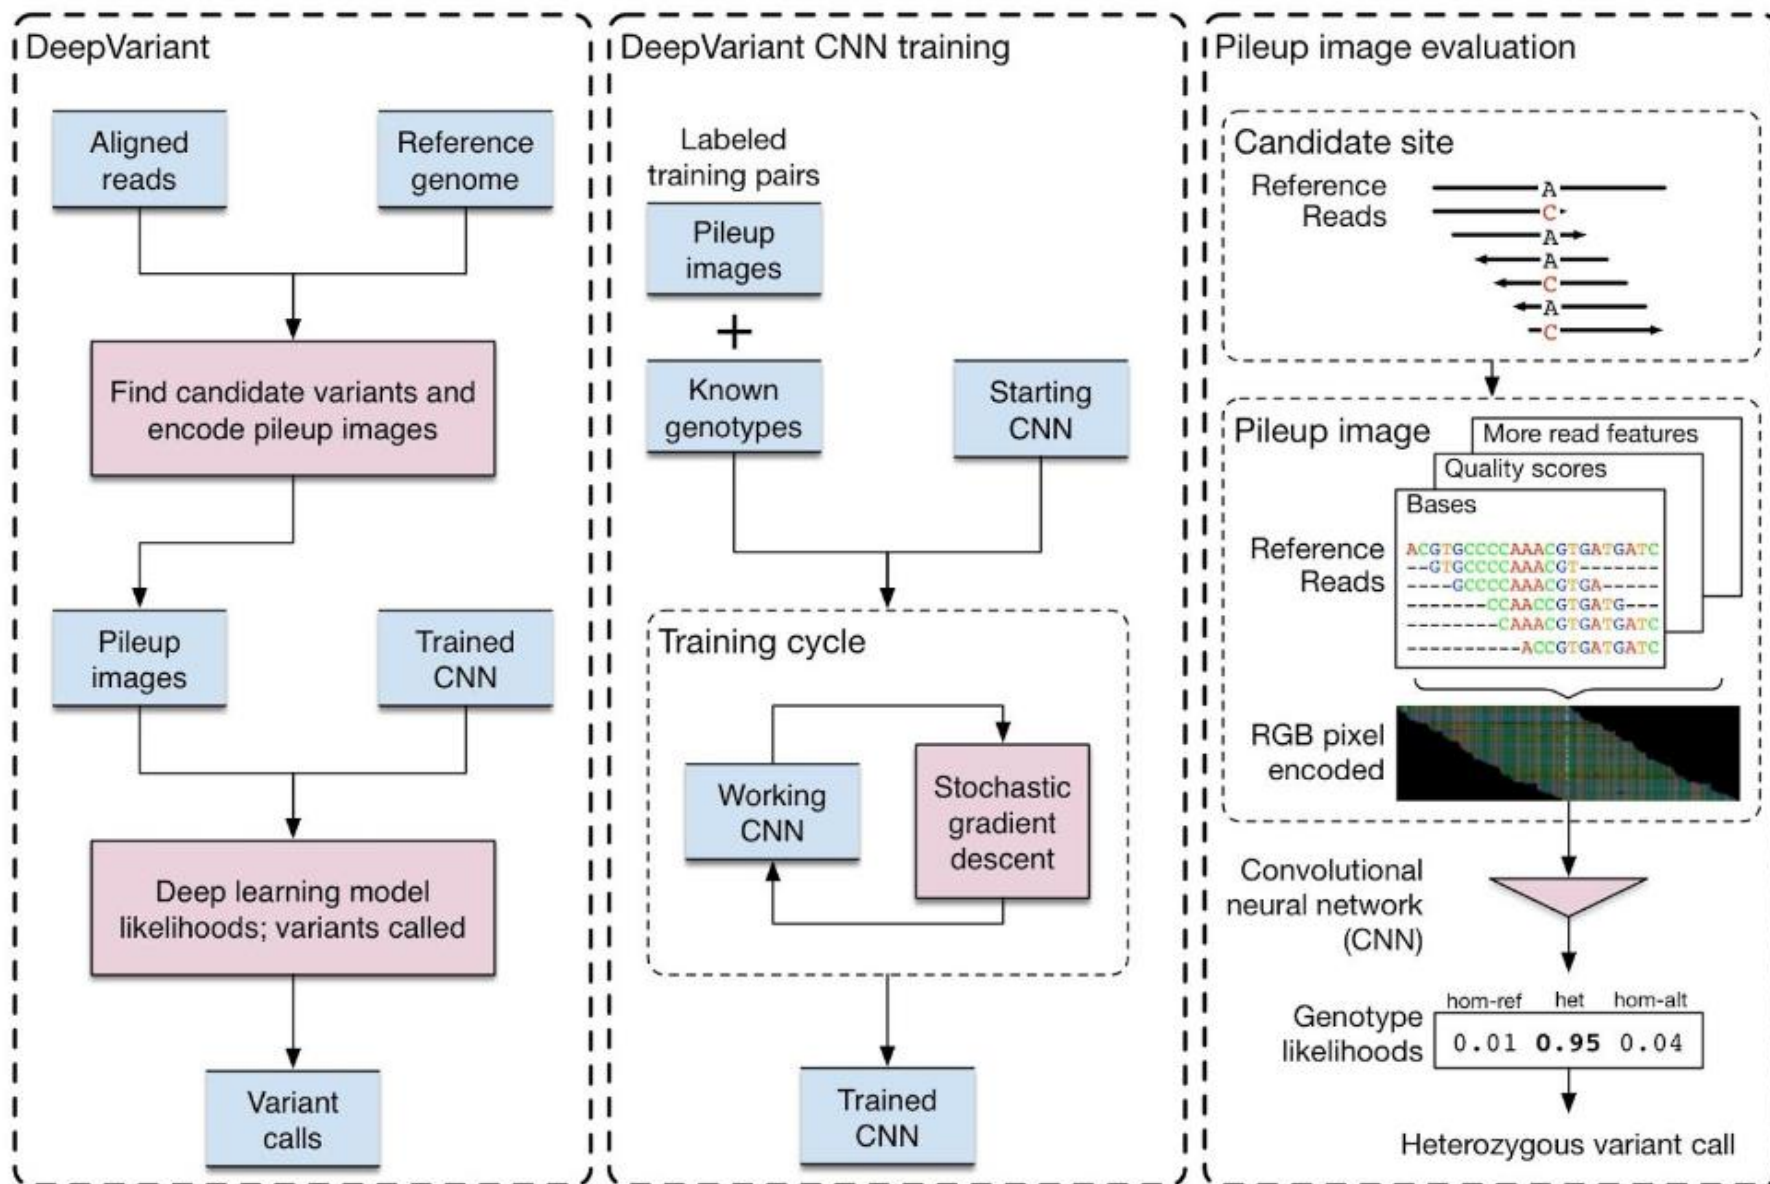 DeepVariant
Aligned
reads
Reference
genome
Find candidate variants and
encode pileup images
Pileup
images
Trained
CNN
Deep learning model
likelihoods; variants called
Variant
calls
DeepVariant CNN training
Labeled
training pairs
Pileup
images
+
Known
genotypes
Starting
CNN
Training cycle
Working
CNN
Stochastic
gradient
descent
Trained
CNN
Pileup image evaluation
Candidate site
Reference
Reads
A
C
A
A
C
A
C
Pileup image
More read features
Quality scores
Bases
Reference
Reads
ACGTGCCCCAAACGTGATGATC
--GTGCCCCAAACGT-------
----GCCCCAAACGTGA-----
-------CCAACCGTGATG---
--------CAAACGTGATGATC
----------ACCGTGATGATC
RGB pixel
encoded
Convolutional
neural network
(CNN)
hom-ref het hom-alt
Genotype
likelihoods
0.01 0.95 0.04
Heterozygous variant call